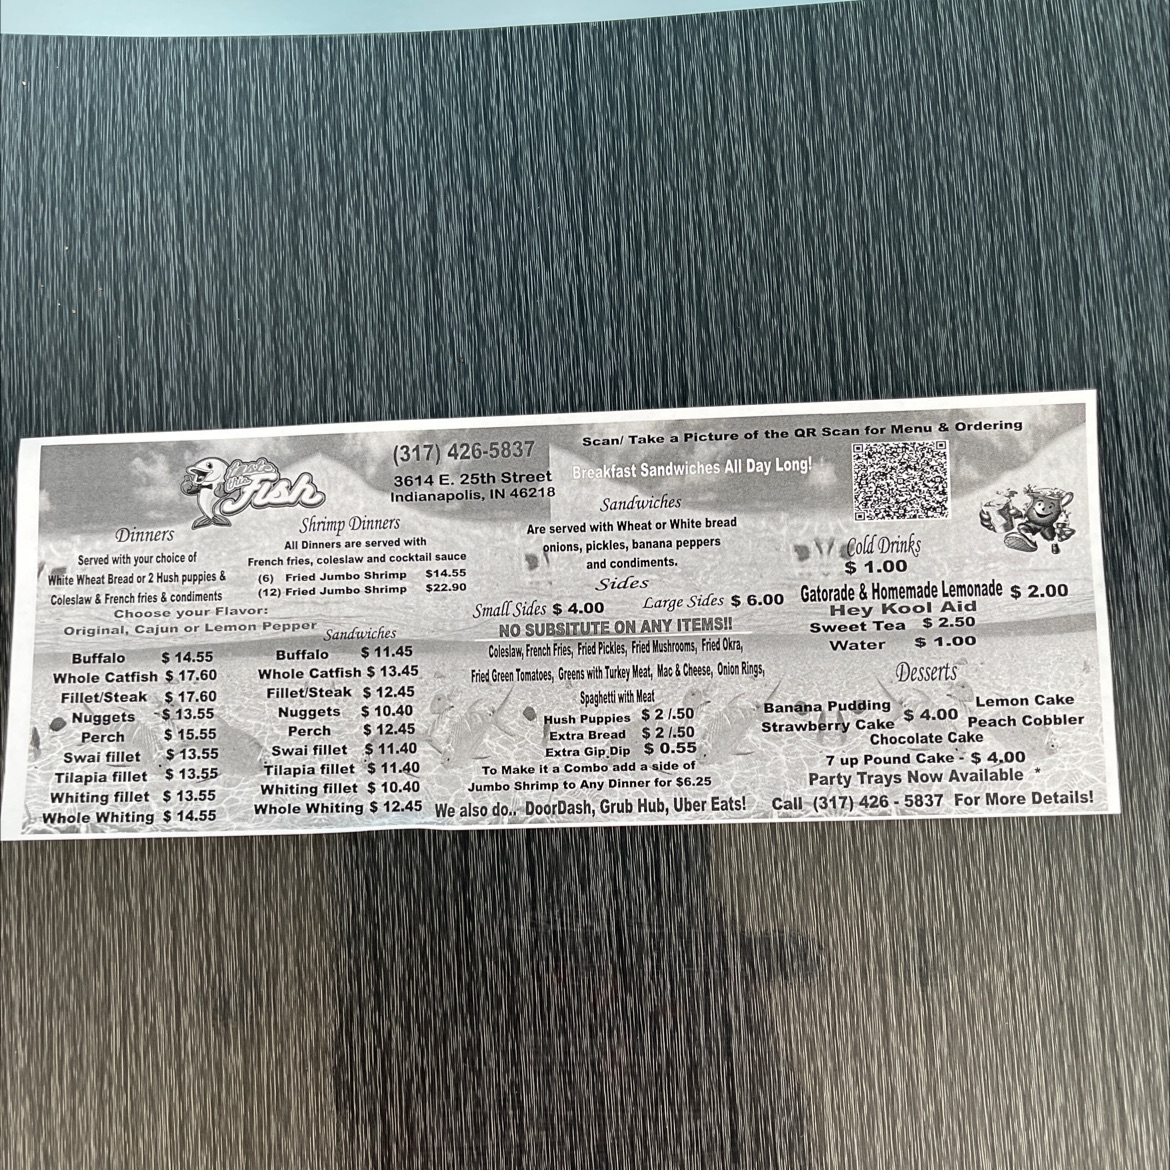 (317) 426-5837
3614 E. 25th Street
Indianapolis, IN 46218
Fish
Dinners
Served with your choice of
White Wheat Bread or 2 Hush puppies &
Coleslaw & French fries & condiments
Choose your Flavor:
Original, Cajun or Lemon Pepper
Buffalo $ 14.55
Whole Catfish $ 17.60
Fillet/Steak $ 17.60
Nuggets $ 13.55
Perch $ 15.55
Swai fillet $ 13.55
Tilapia fillet $ 13.55
Whiting fillet $ 13.55
Whole Whiting $ 14.55
Shrimp Dinners
All Dinners are served with
French fries, coleslaw and cocktail sauce
(6) Fried Jumbo Shrimp $14.55
(12) Fried Jumbo Shrimp $22.90
Sandwiches
Buffalo $ 11.45
Whole Catfish $ 13.45
Fillet/Steak $ 12.45
Nuggets $ 10.40
Perch $ 12.45
Swai fillet $ 11.40
Tilapia fillet $ 11.40
Whiting fillet $ 10.40
Whole Whiting $ 12.45
Scan/ Take a Picture of the QR Scan for Menu & Ordering
Breakfast Sandwiches All Day Long!
Sandwiches
Are served with Wheat or White bread
onions, pickles, banana peppers
and condiments.
Sides
Small Sides $ 4.00 Large Sides $ 6.00
NO SUBSITUTE ON ANY ITEMS!!
Coleslaw, French Fries, Fried Pickles, Fried Mushrooms, Fried Okra,
Fried Green Tomatoes, Greens with Turkey Meat, Mac & Cheese, Onion Rings,
Spaghetti with Meat
Hush Puppies $ 2 /.50
Extra Bread $ 2 /.50
Extra Gip Dip $ 0.55
To Make it a Combo add a side of
Jumbo Shrimp to Any Dinner for $6.25
We also do.. DoorDash, Grub Hub, Uber Eats!
Cold Drinks
$ 1.00
Gatorade & Homemade Lemonade $ 2.00
Hey Kool Aid
Sweet Tea $ 2.50
Water $ 1.00
Desserts
Banana Pudding Lemon Cake
Strawberry Cake $ 4.00 Peach Cobbler
Chocolate Cake
7 up Pound Cake - $ 4.00
Party Trays Now Available *
Call (317) 426 - 5837 For More Details!